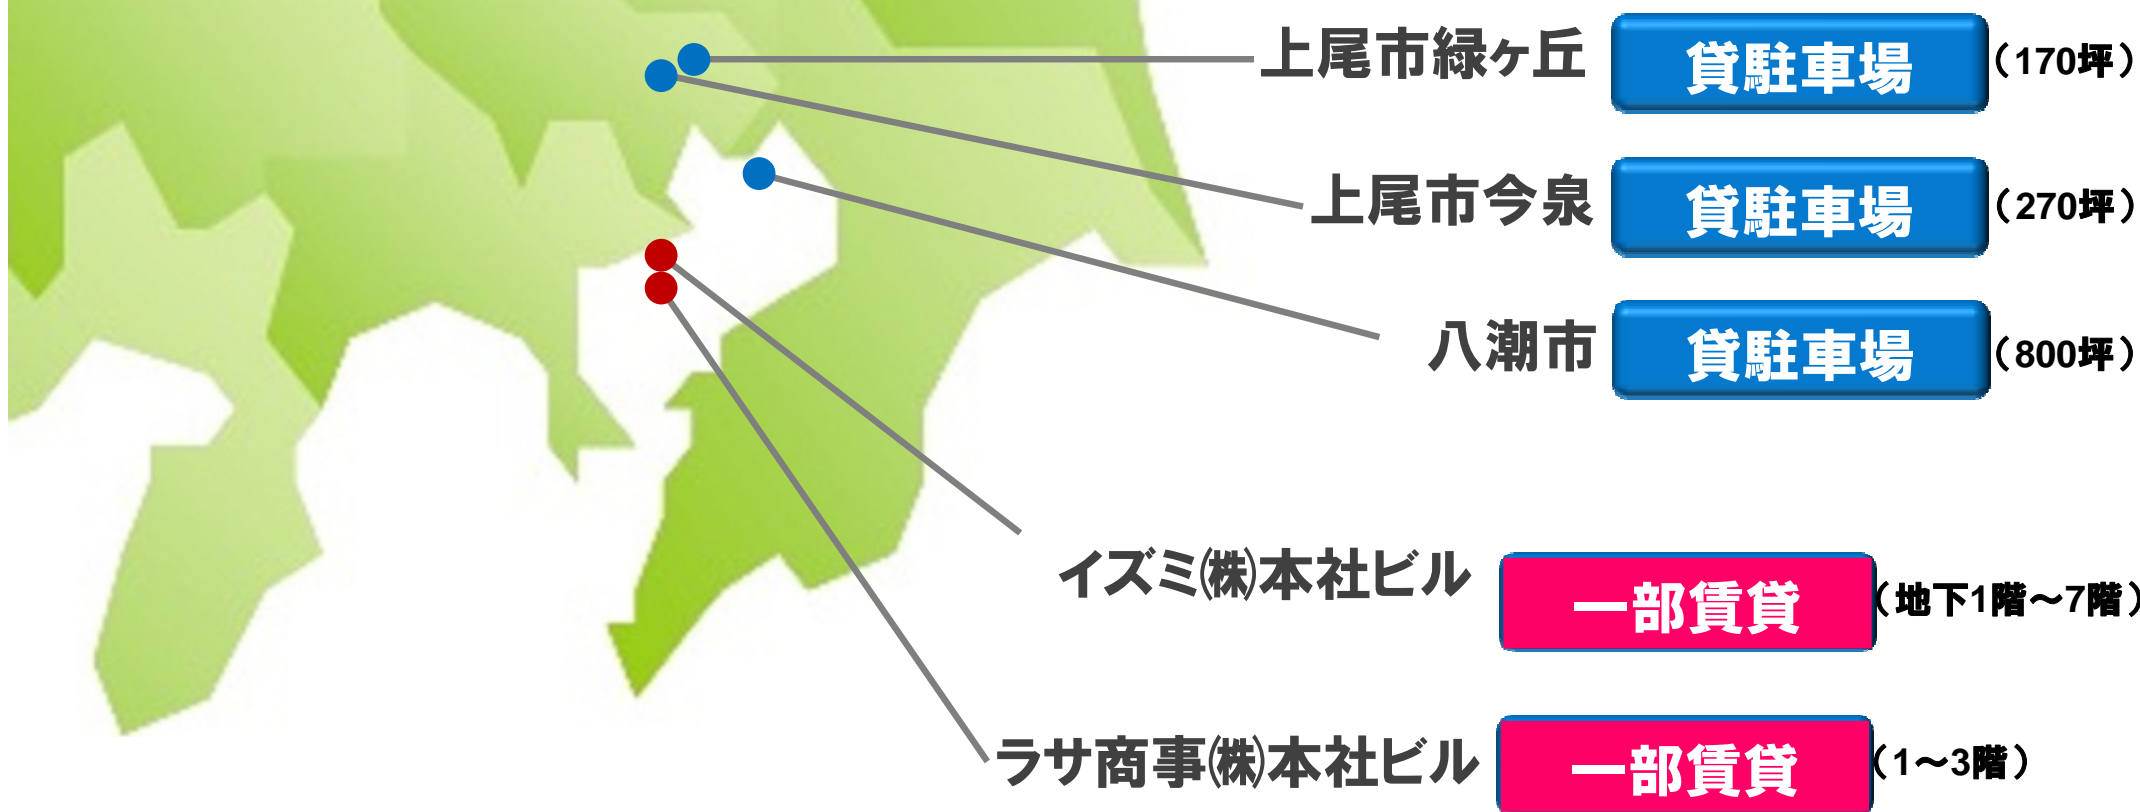 上尾市緑ヶ丘 貸駐車場 (170坪)
上尾市今泉 貸駐車場 (270坪)
八潮市 貸駐車場 (800坪)
イズミ㈱本社ビル 一部賃貸 (地下1階～7階)
ラサ商事㈱本社ビル 一部賃貸 (1～3階)